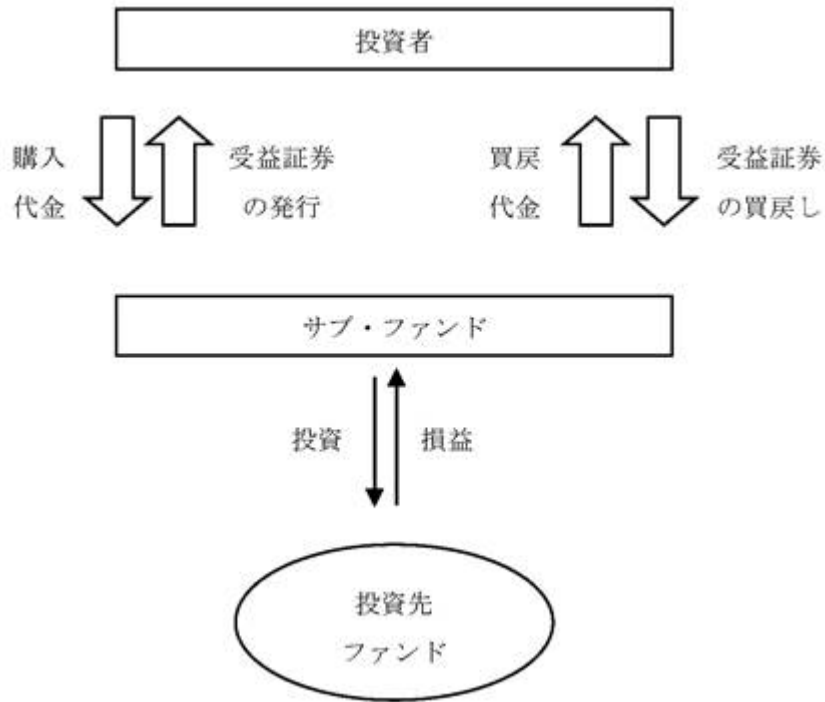 投資者
購入
代金
受益証券
の発行
買戻
代金
受益証券
の買戻し
サブ・ファンド
投資
損益
投資先
ファンド